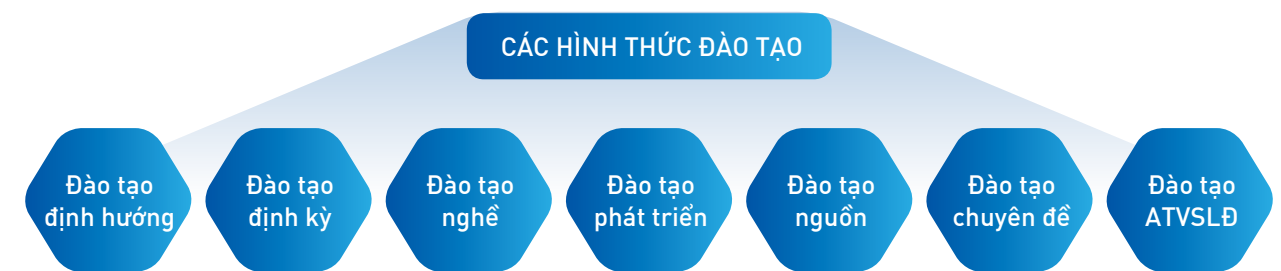 CÁC HÌNH THỨC ĐÀO TẠO
Đào tạo
định hướng
Đào tạo
định kỳ
Đào tạo
nghề
Đào tạo
phát triển
Đào tạo
nguồn
Đào tạo
chuyên đề
Đào tạo
ATVSLĐ